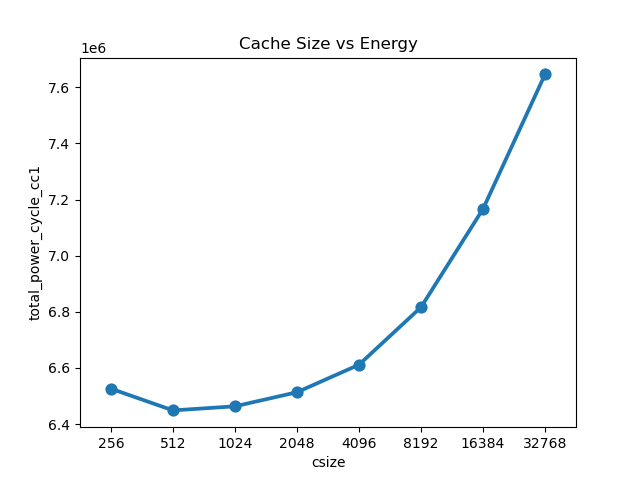 Cache Size vs Energy
1e6
7.6
7.4
7.2
7.0
6.8
6.6
6.4
total_power_cycle_cc1
256 512 1024 2048 4096 8192 16384 32768
csize